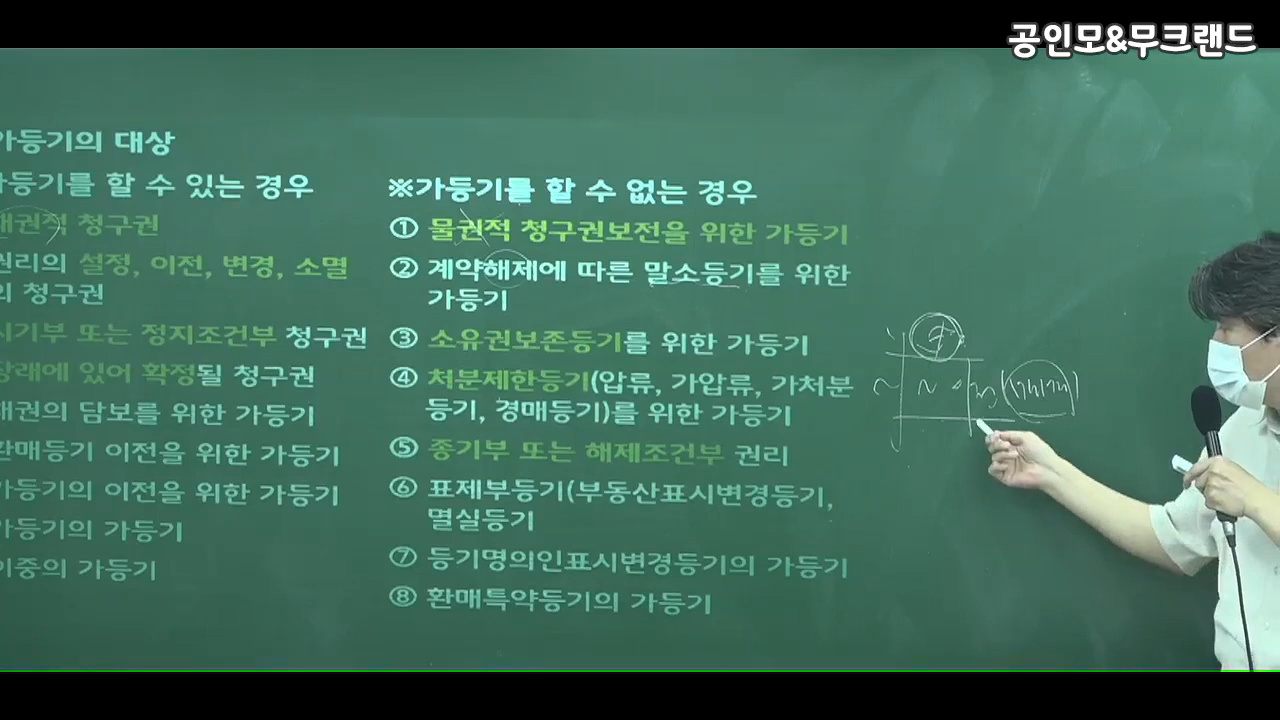 공인모&무크랜드
가등기의 대상
가등기를 할 수 있는 경우
채권적 청구권
권리의 설정, 이전, 변경, 소멸
의 청구권
시기부 또는 정지조건부 청구권
장래에 있어 확정될 청구권
채권의 담보를 위한 가등기
환매등기 이전을 위한 가등기
가등기의 이전을 위한 가등기
가등기의 가등기
이중의 가등기
※가등기를 할 수 없는 경우
① 물권적 청구권보전을 위한 가등기
② 계약해제에 따른 말소등기를 위한
가등기
③ 소유권보존등기를 위한 가등기
④ 처분제한등기(압류, 가압류, 가처분
등기, 경매등기)를 위한 가등기
⑤ 종기부 또는 해제조건부 권리
⑥ 표제부등기(부동산표시변경등기,
멸실등기
⑦ 등기명의인표시변경등기의 가등기
⑧ 환매특약등기의 가등기